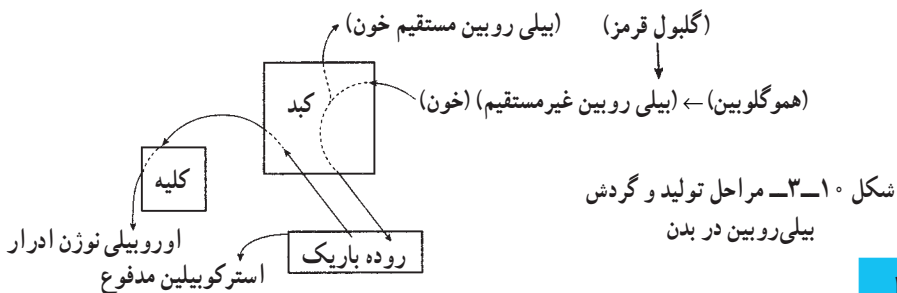 (گلبول قرمز) (بیلی روبین مستقیم خون)
(هموگلوبین) ← (بیلی روبین غیرمستقیم) (خون)
کبد
کلیه
روده باریک
اوروبیلی نوژن ادرار
استرکوبیلین مدفوع
شکل ۱۰ــ۳ــ مراحل تولید و گردش
بیلی‌روبین در بدن